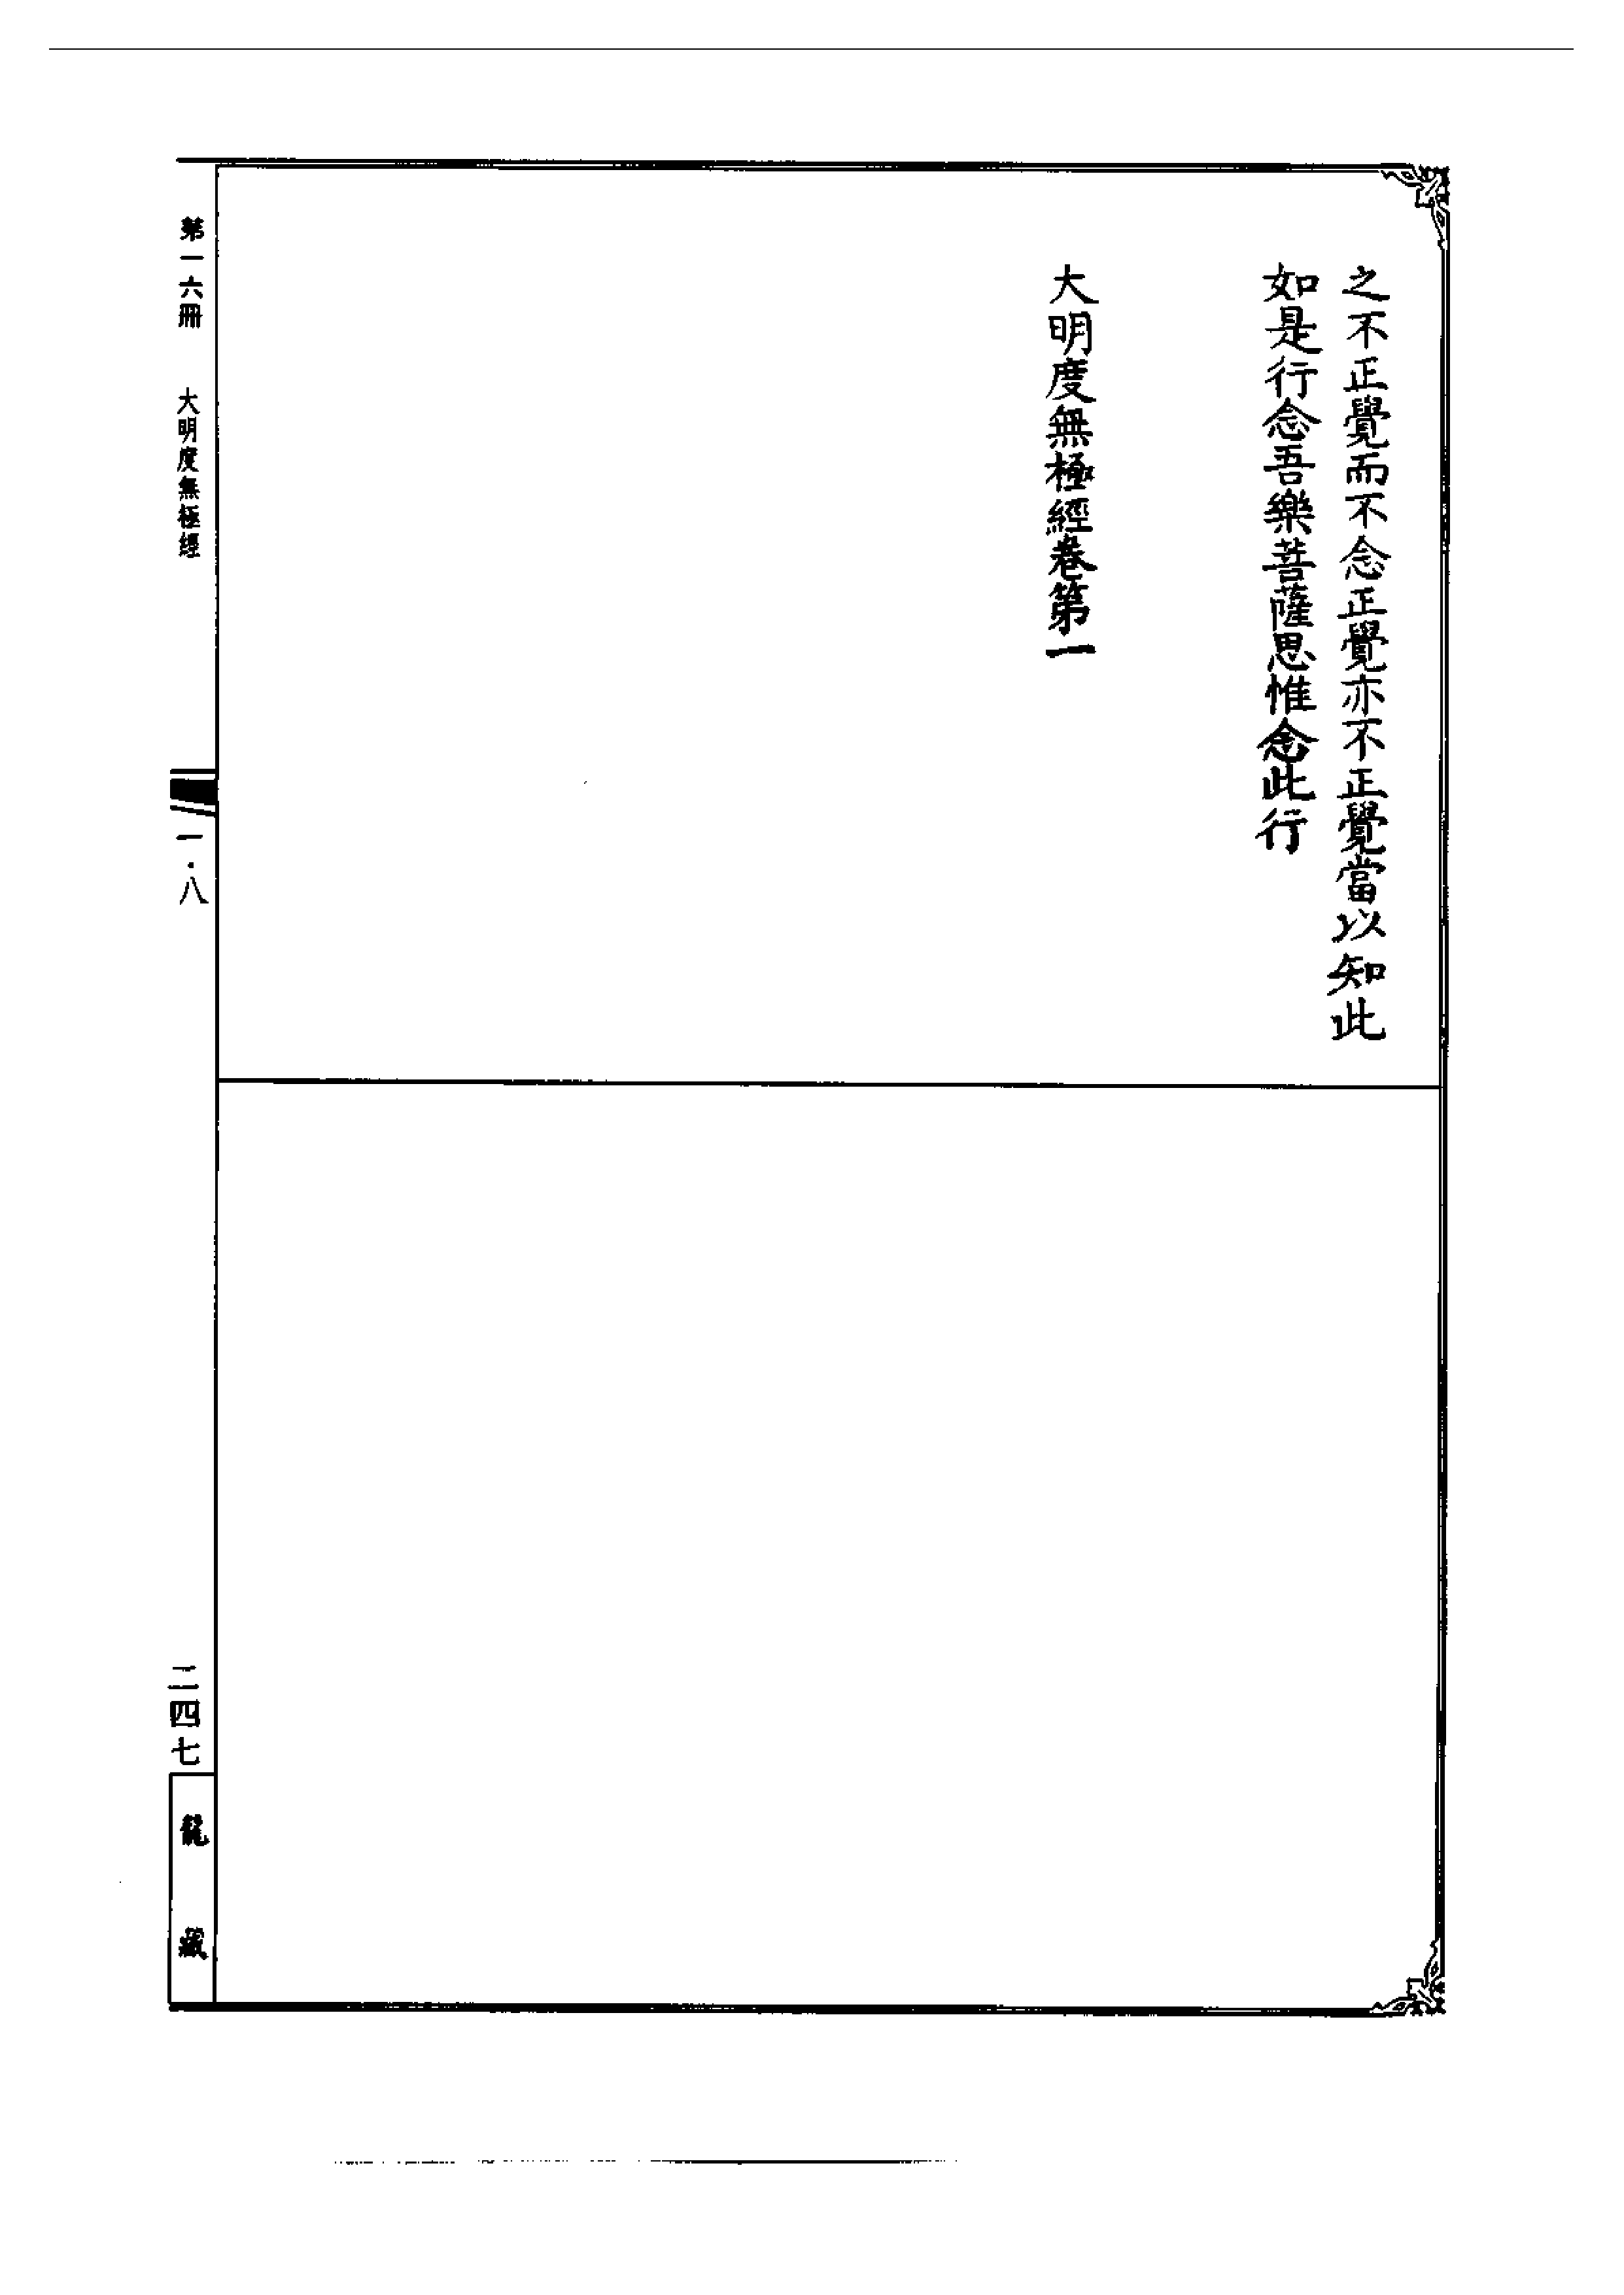 之不正覺而不念正覺亦不正覺當以知此
如是行念吾樂菩薩思惟念此行
大明度無極經卷第一
第一六冊 大明度無極經
一·八
二四七
龍藏